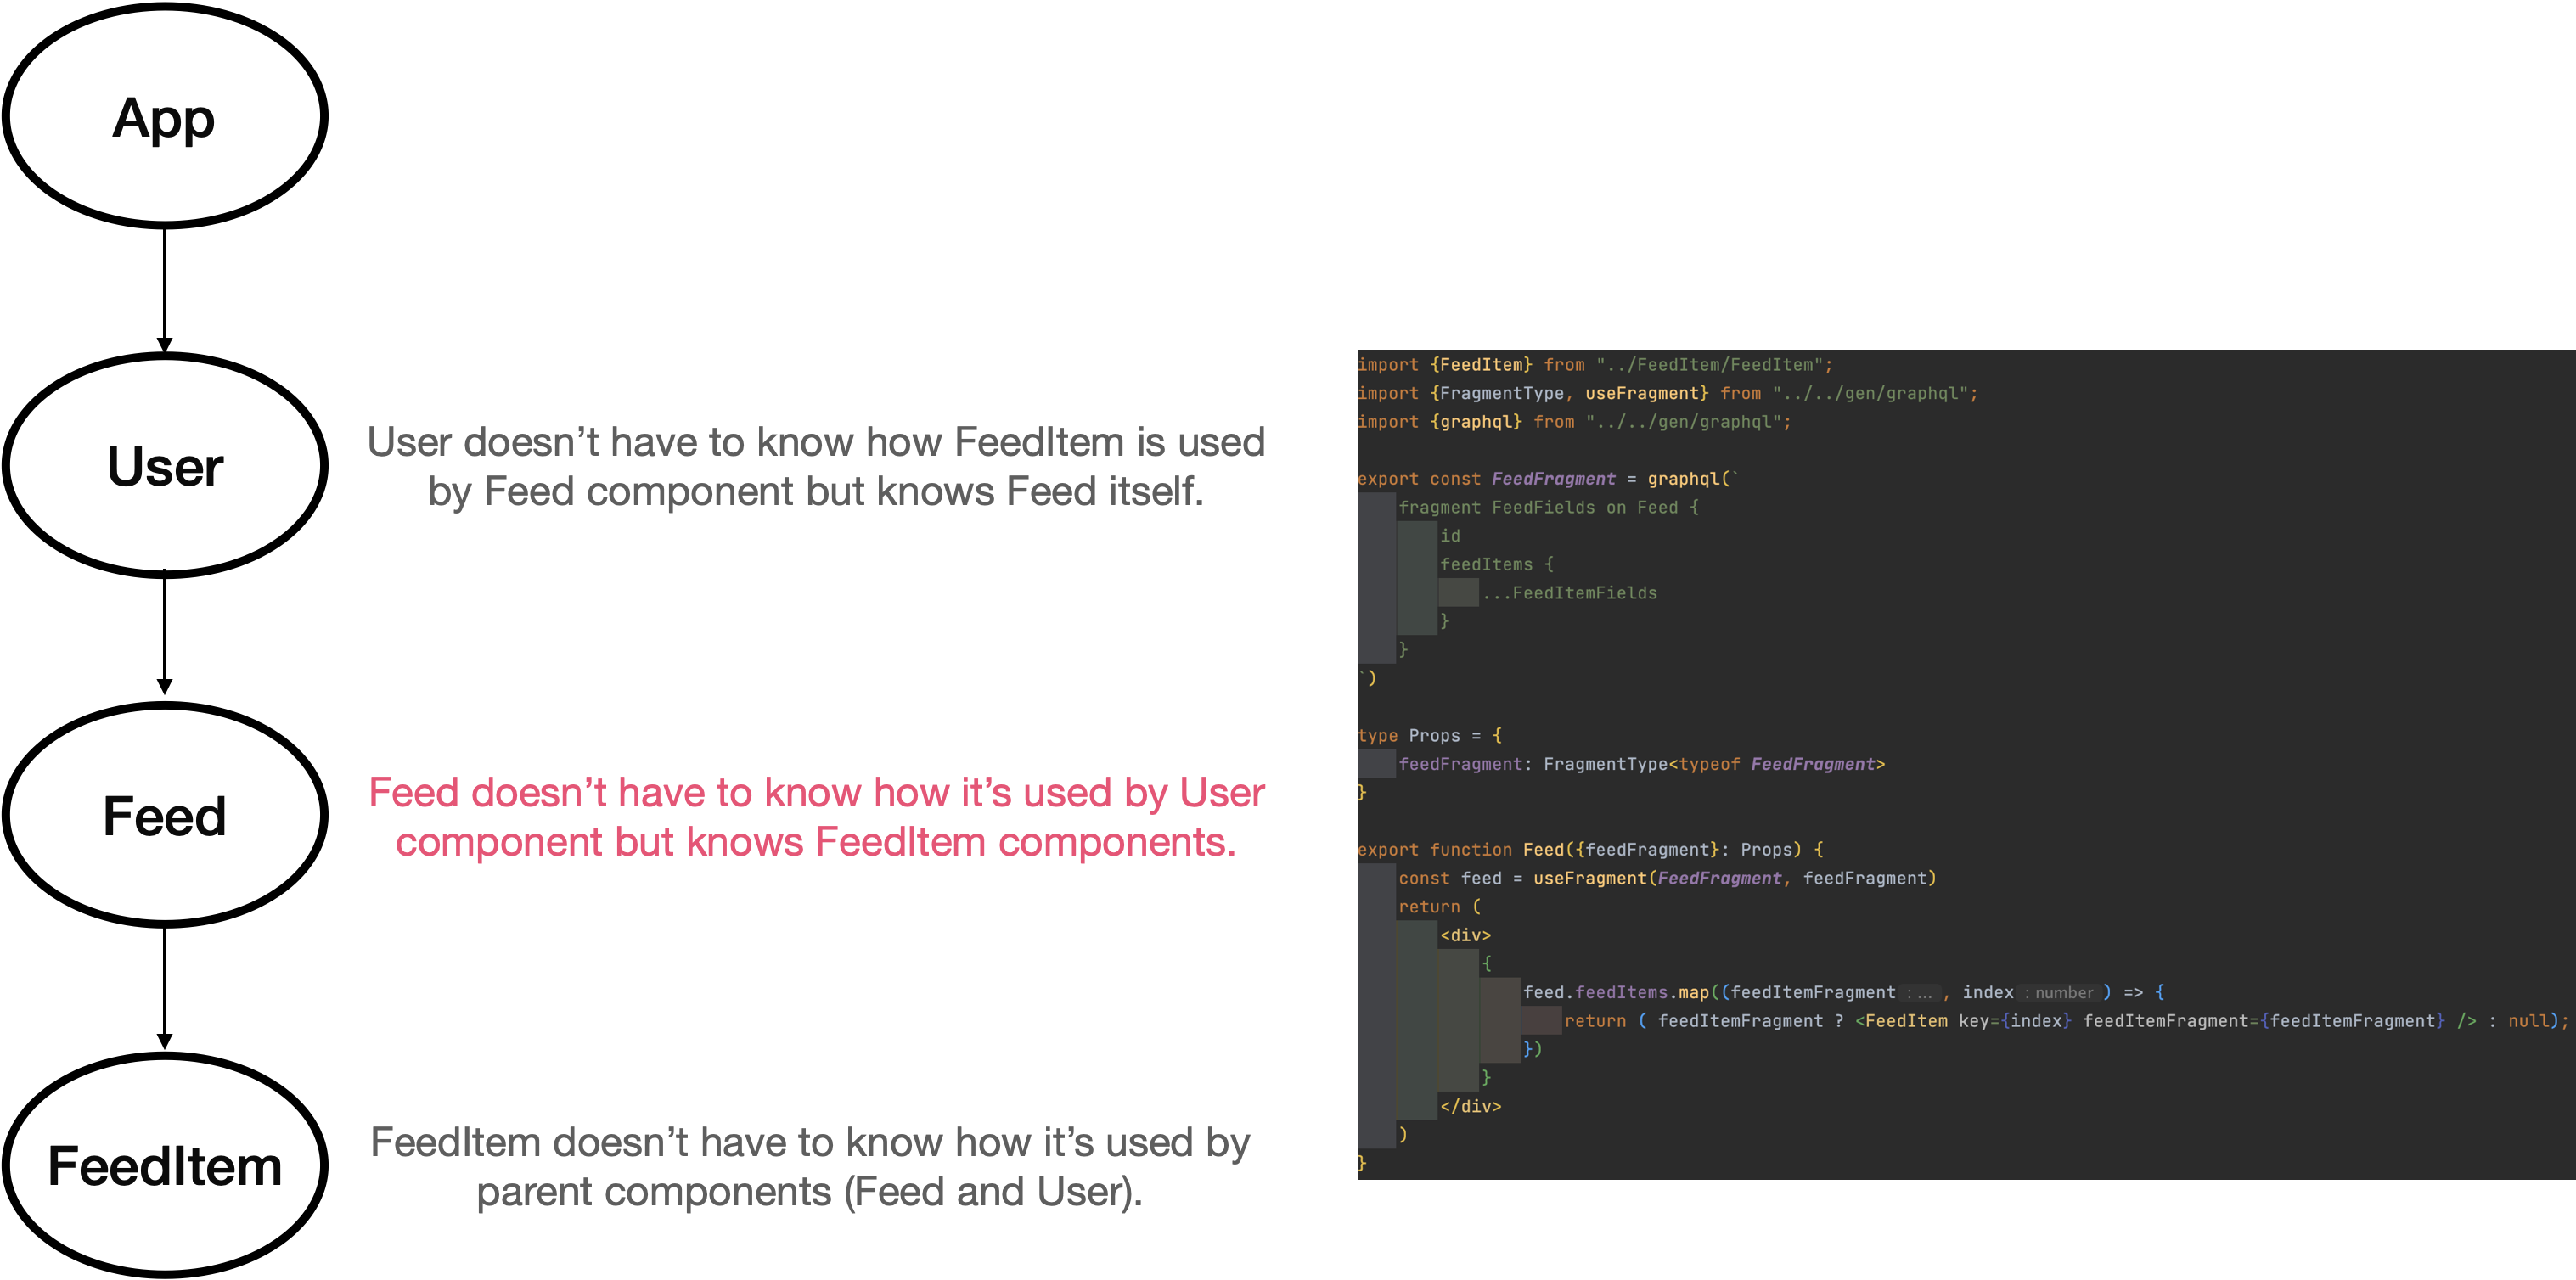 App
User
User doesn’t have to know how FeedItem is used
by Feed component but knows Feed itself.
Feed
Feed doesn’t have to know how it’s used by User
component but knows FeedItem components.
FeedItem
FeedItem doesn’t have to know how it’s used by
parent components (Feed and User).
import {FeedItem} from "../FeedItem/FeedItem";
import {FragmentType, useFragment} from "../../gen/graphql";
import {graphql} from "../../gen/graphql";
export const FeedFragment = graphql(`
fragment FeedFields on Feed {
id
feedItems {
...FeedItemFields
}
}
`)
type Props = {
feedFragment: FragmentType<typeof FeedFragment>
}
export function Feed({feedFragment}: Props) {
const feed = useFragment(FeedFragment, feedFragment)
return (
<div>
{
feed.feedItems.map((feedItemFragment : ... , index : number ) => {
return ( feedItemFragment ? <FeedItem key={index} feedItemFragment={feedItemFragment} /> : null);
})
}
</div>
)
}